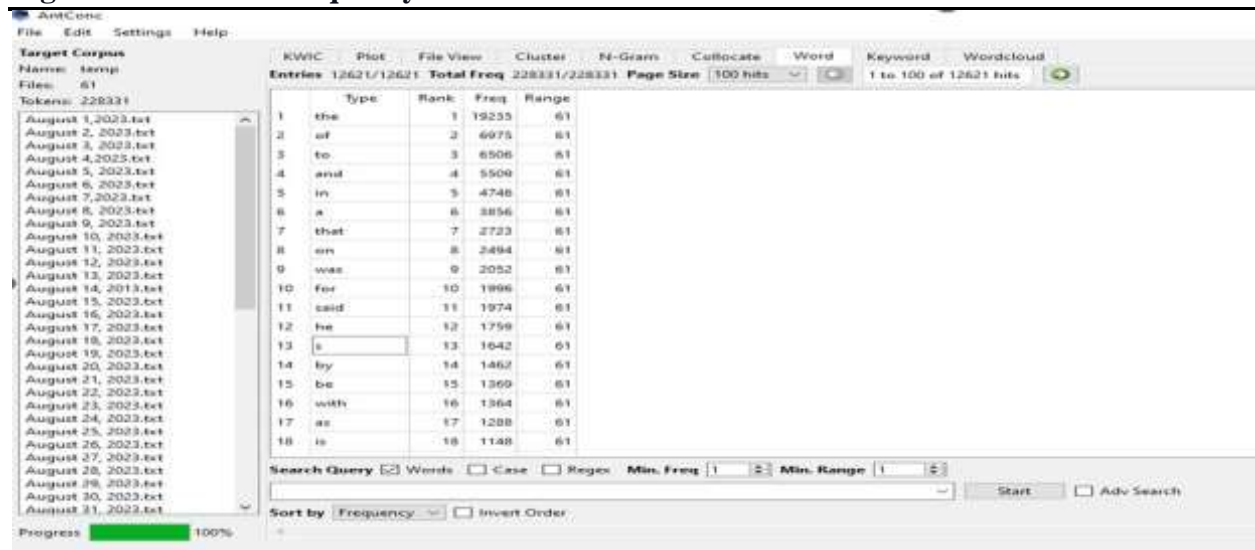 AntConc
File Edit Settings Help
Target Corpus
Name: temp
Files: 61
Tokens: 228331
August 1,2023.txt
August 2, 2023.txt
August 3, 2023.txt
August 4,2023.txt
August 5, 2023.txt
August 6, 2023.txt
August 7,2023.txt
August 8, 2023.txt
August 9, 2023.txt
August 10, 2023.txt
August 11, 2023.txt
August 12, 2023.txt
August 13, 2023.txt
August 14, 2013.txt
August 15, 2023.txt
August 16, 2023.txt
August 17, 2023.txt
August 18, 2023.txt
August 19, 2023.txt
August 20, 2023.txt
August 21, 2023.txt
August 22, 2023.txt
August 23, 2023.txt
August 24, 2023.txt
August 25, 2023.txt
August 26, 2023.txt
August 27, 2023.txt
August 28, 2023.txt
August 29, 2023.txt
August 30, 2023.txt
August 31, 2023.txt
Progress 100%
KWIC Plot File View Cluster N-Gram Collocate Word Keyword Wordcloud
Entries 12621/12621 Total Freq 228331/228331 Page Size 100 hits 1 to 100 of 12621 hits
Type Rank Freq Range
1 the 1 19235 61
2 of 2 6975 61
3 to 3 6506 61
4 and 4 5509 61
5 in 5 4748 61
6 a 6 3856 61
7 that 7 2723 61
8 on 8 2494 61
9 was 9 2052 61
10 for 10 1996 61
11 said 11 1974 61
12 he 12 1759 61
13 s 13 1642 61
14 by 14 1462 61
15 be 15 1369 61
16 with 16 1364 61
17 as 17 1288 61
18 is 18 1148 61
Search Query Words Case Regex Min. Freq 1 Min. Range 1
Start Adv Search
Sort by Frequency Invert Order